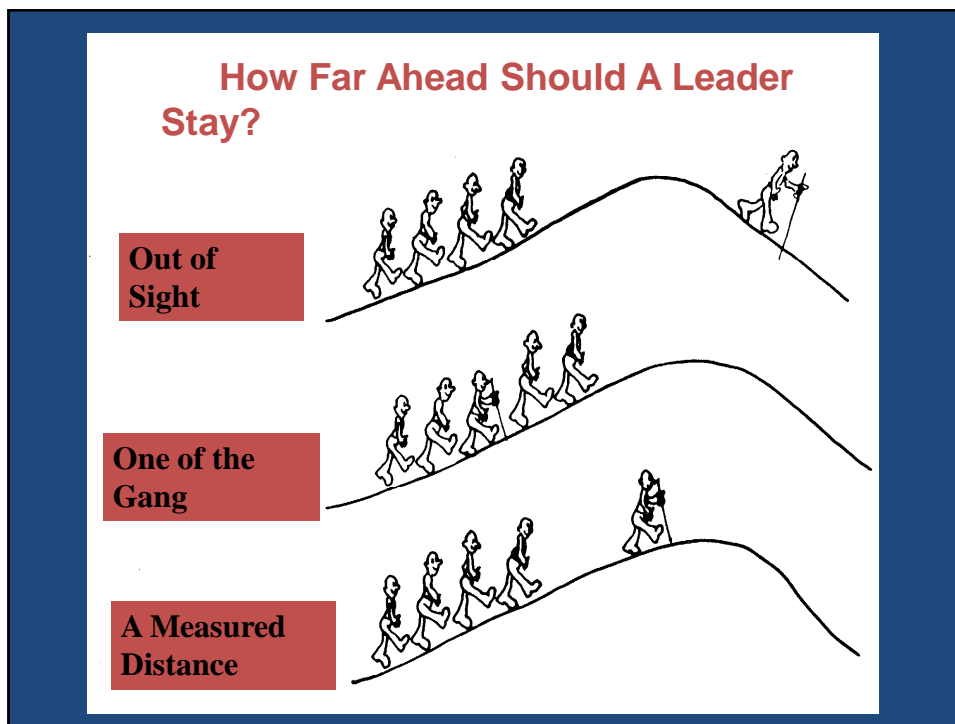 How Far Ahead Should A Leader
Stay?
Out of
Sight
One of the
Gang
A Measured
Distance